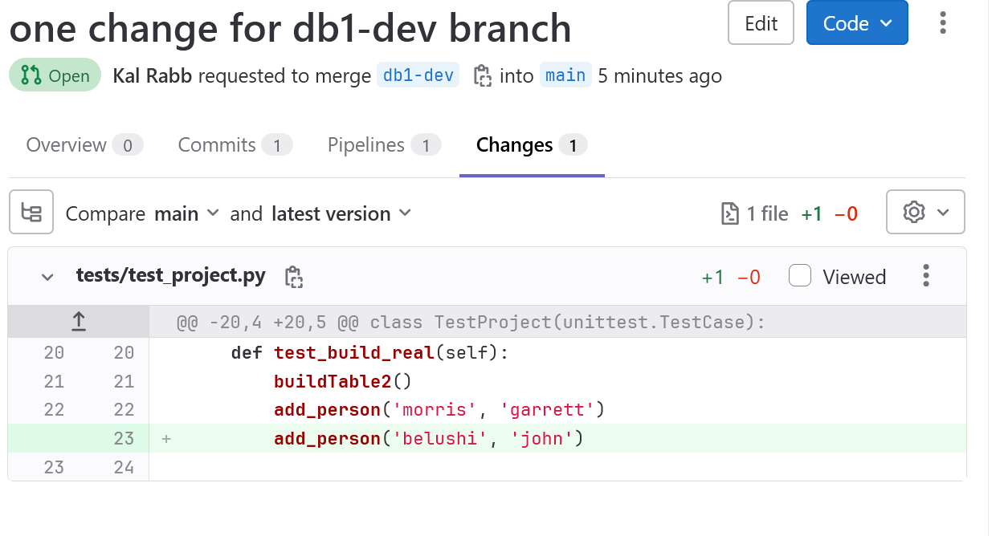 one change for db1-dev branch
Edit
Code
Open Kal Rabb requested to merge db1-dev into main 5 minutes ago
Overview 0 Commits 1 Pipelines 1 Changes 1
Compare main and latest version 1 file +1 −0
tests/test_project.py +1 −0 Viewed
@@ -20,4 +20,5 @@ class TestProject(unittest.TestCase):
20 20 def test_build_real(self):
21 21 buildTable2()
22 22 add_person('morris', 'garrett')
23 + add_person('belushi', 'john')
23 24